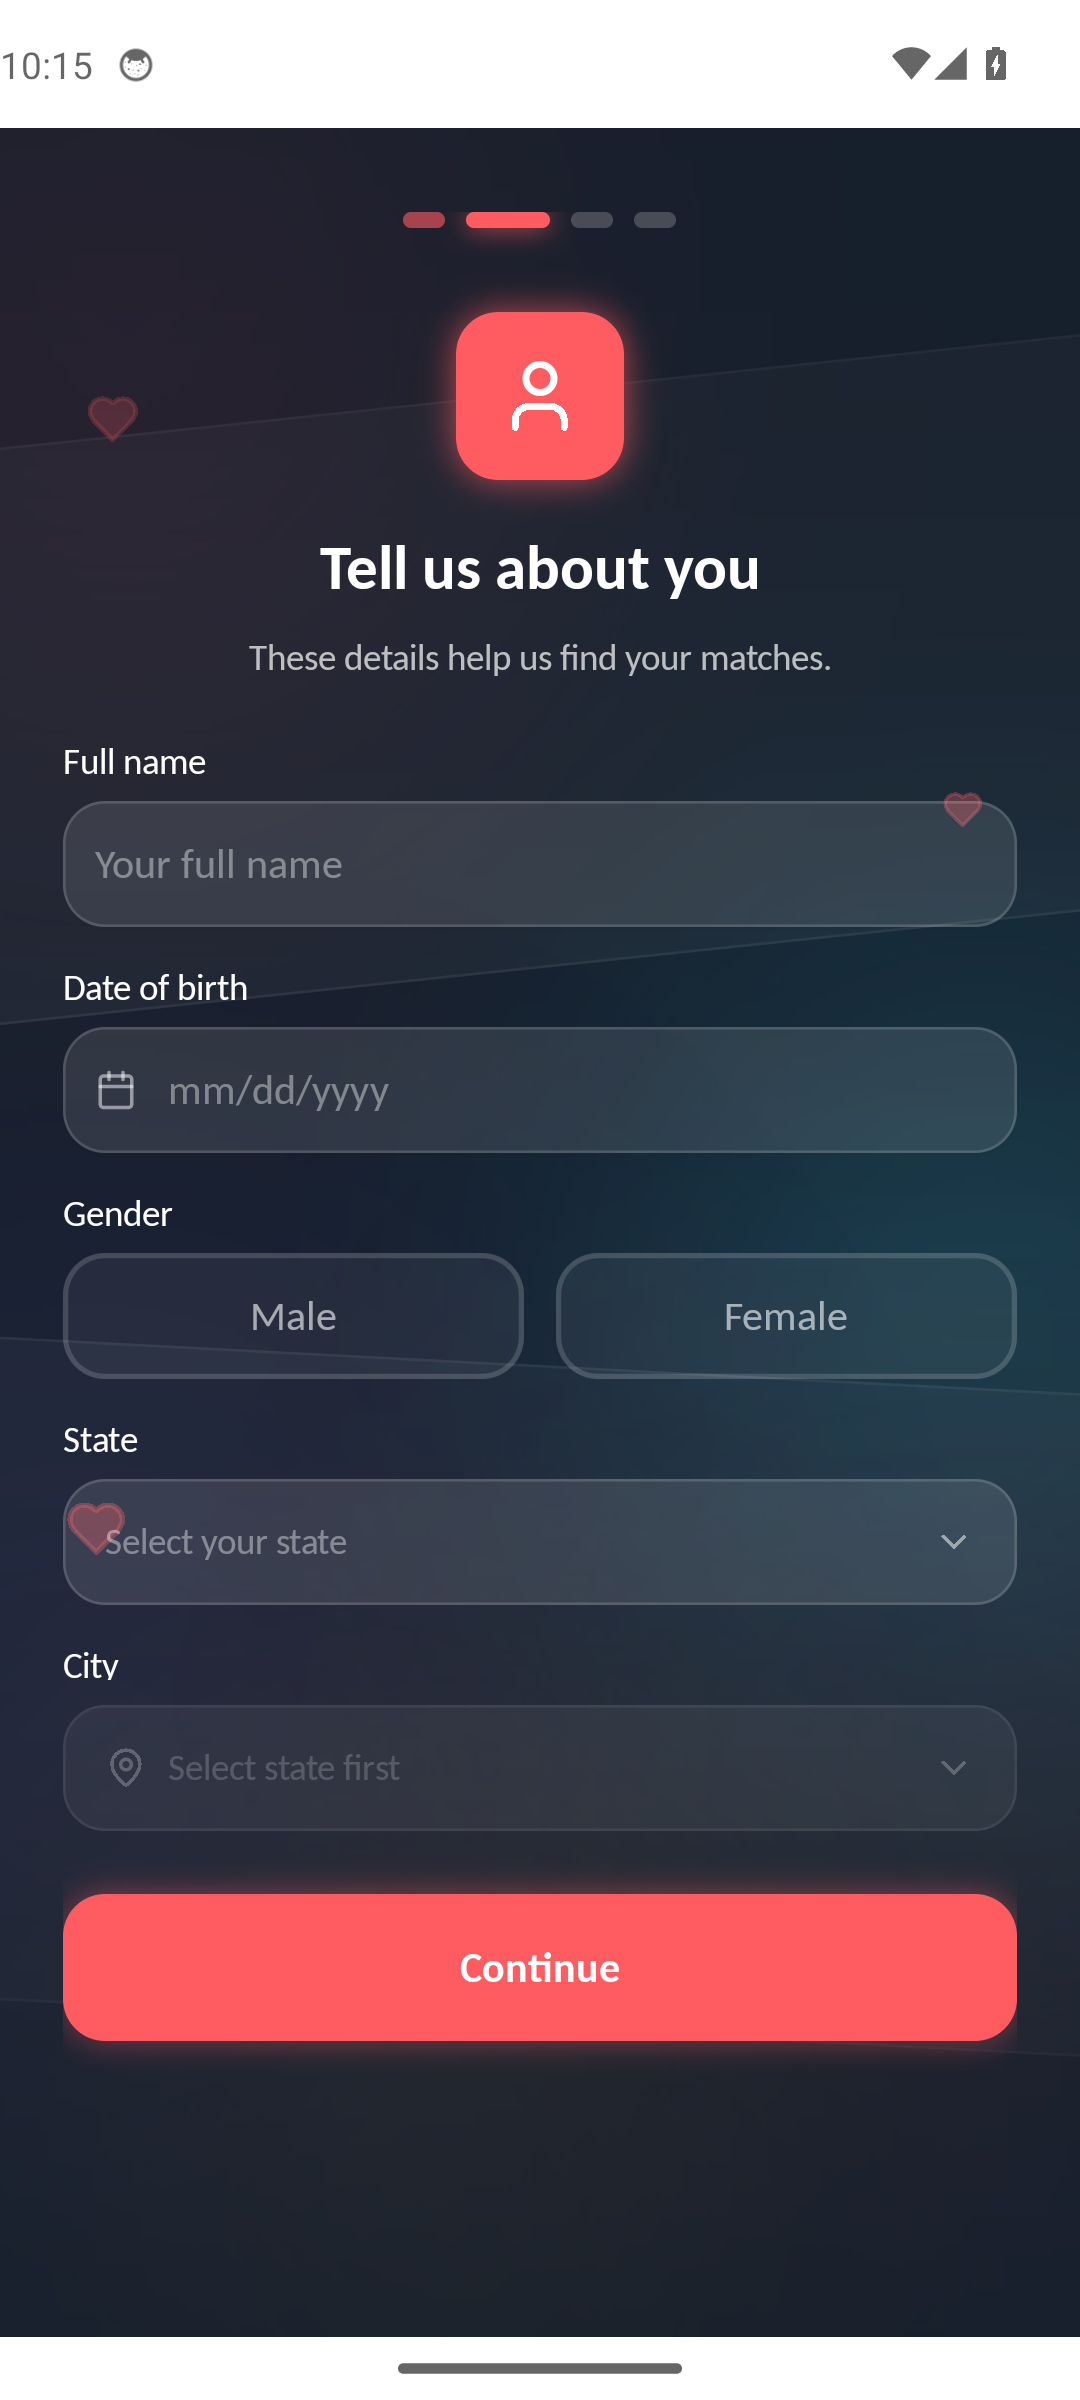 10:15
Tell us about you
These details help us find your matches.
Full name
Your full name
Date of birth
mm/dd/yyyy
Gender
Male
Female
State
Select your state
City
Select state first
Continue